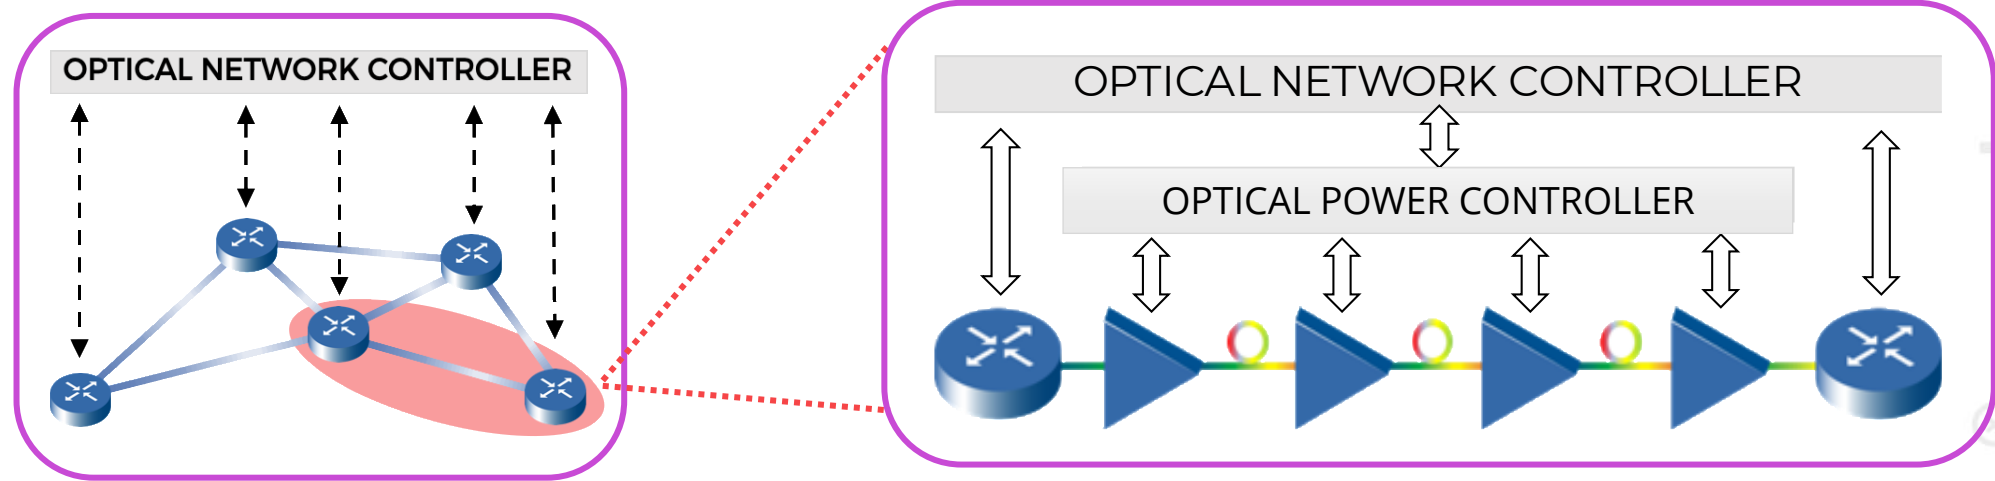 OPTICAL NETWORK CONTROLLER
OPTICAL NETWORK CONTROLLER
OPTICAL POWER CONTROLLER